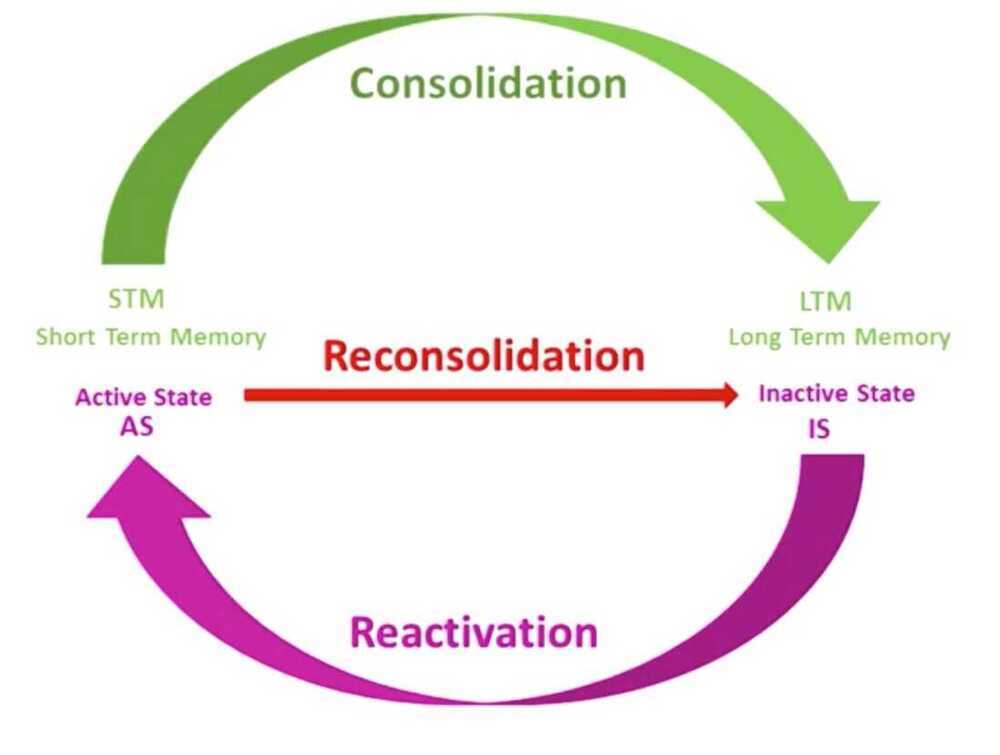 Consolidation
STM
Short Term Memory
LTM
Long Term Memory
Reconsolidation
Active State
AS
Inactive State
IS
Reactivation